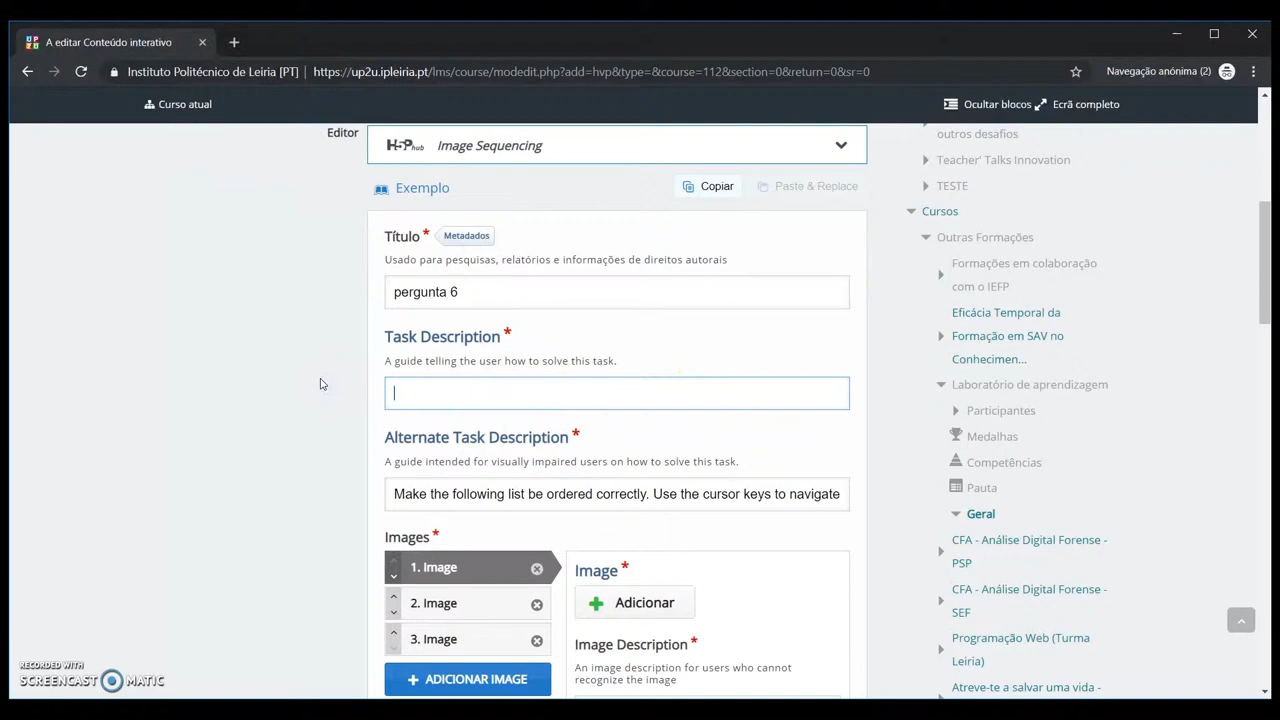 A editar Conteúdo interativo
Instituto Politécnico de Leiria [PT]
https://up2u.ipleiria.pt/lms/course/modedit.php?add=hvp&type=&course=112&section=0&return=0&sr=0
Navegação anónima (2)
Curso atual
Ocultar blocos
Ecrã completo
Editor
H5P hub
Image Sequencing
Exemplo
Copiar
Paste & Replace
Título *
Metadados
Usado para pesquisas, relatórios e informações de direitos autorais
pergunta 6
Task Description *
A guide telling the user how to solve this task.
Alternate Task Description *
A guide intended for visually impaired users on how to solve this task.
Make the following list be ordered correctly. Use the cursor keys to navigate
Images *
1. Image
2. Image
3. Image
+ ADICIONAR IMAGE
Image *
Adicionar
Image Description *
An image description for users who cannot
recognize the image
outros desafios
Teacher' Talks Innovation
TESTE
Cursos
Outras Formações
Formações em colaboração
com o IEFP
Eficácia Temporal da
Formação em SAV no
Conhecimen...
Laboratório de aprendizagem
Participantes
Medalhas
Competências
Pauta
Geral
CFA - Análise Digital Forense -
PSP
CFA - Análise Digital Forense -
SEF
Programação Web (Turma
Leiria)
Atreve-te a salvar uma vida -
RECORDED WITH
SCREENCAST MATIC